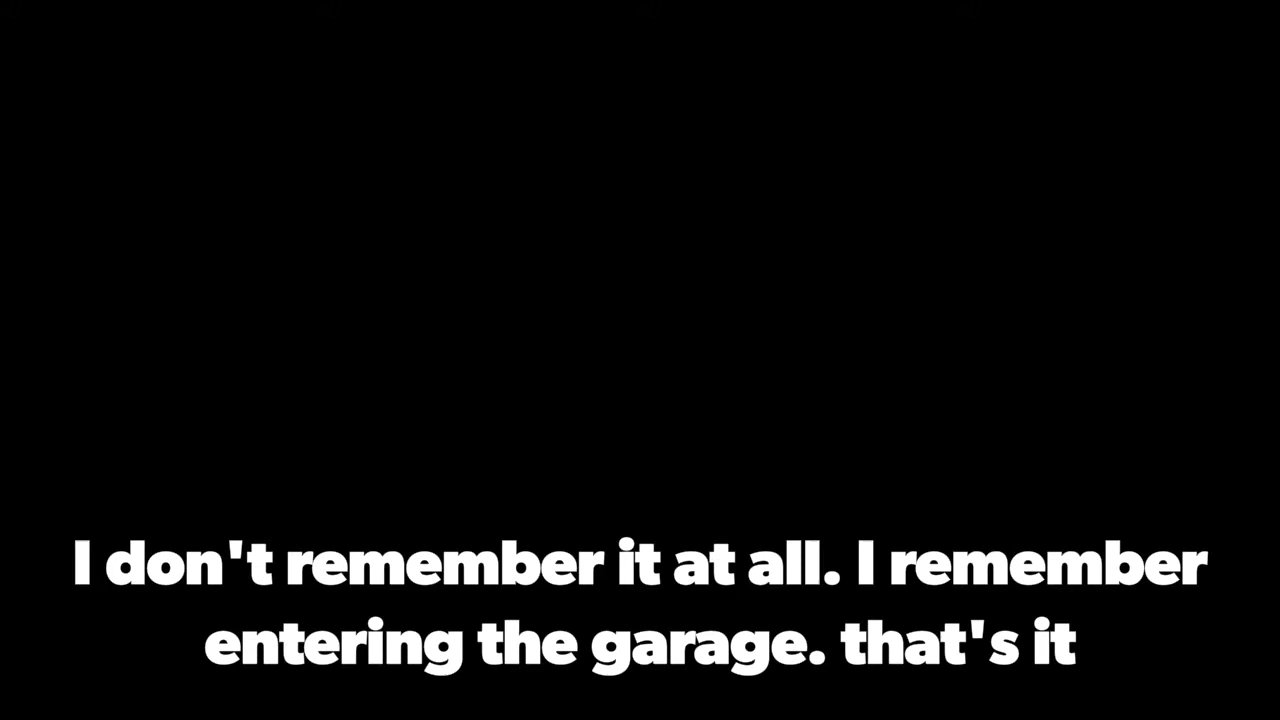 I don't remember it at all. I remember
entering the garage. that's it